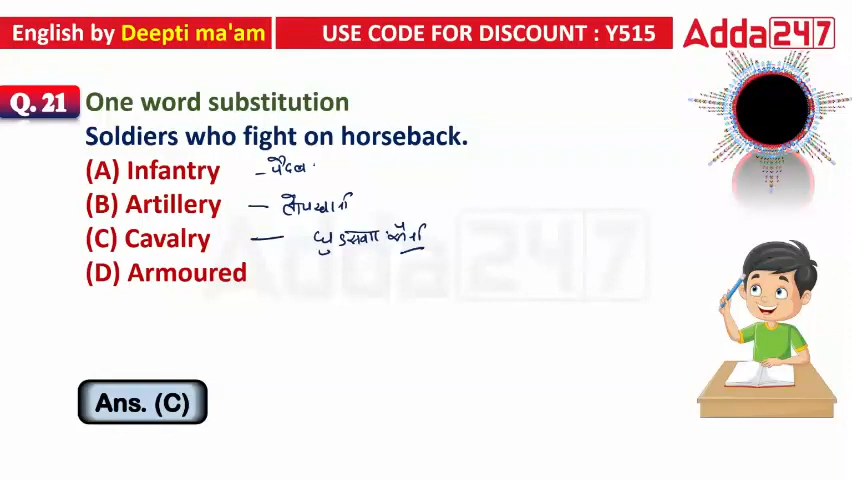 English by Deepti ma'am
USE CODE FOR DISCOUNT : Y515
Adda247
Q. 21 One word substitution
Soldiers who fight on horseback.
(A) Infantry - पैदल
(B) Artillery - तोपखाना
(C) Cavalry - घुड़सवार सेना
(D) Armoured
Adda247
Ans. (C)